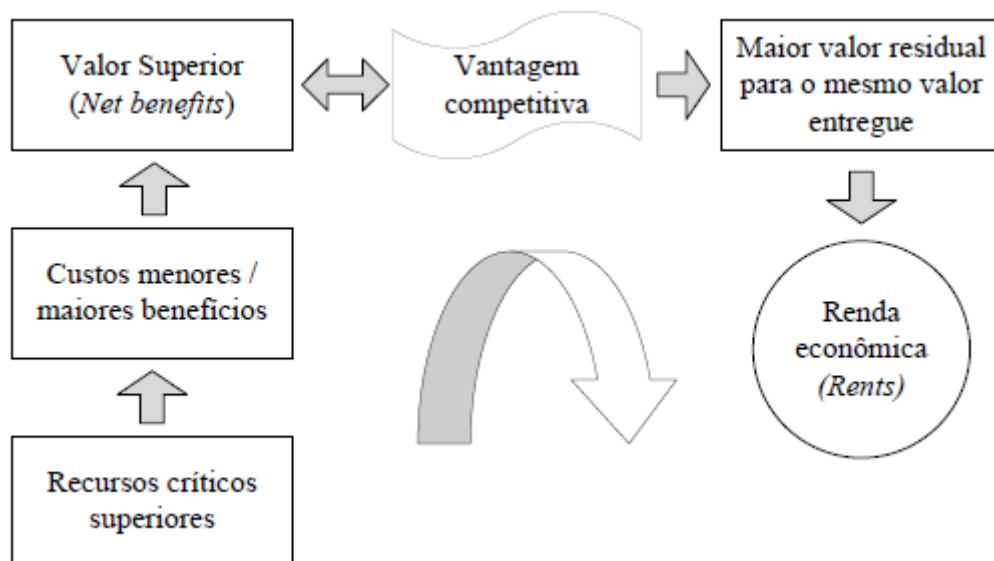 Valor Superior
(Net benefits)
Vantagem
competitiva
Maior valor residual
para o mesmo valor
entregue
Custos menores /
maiores benefícios
Renda
econômica
(Rents)
Recursos críticos
superiores